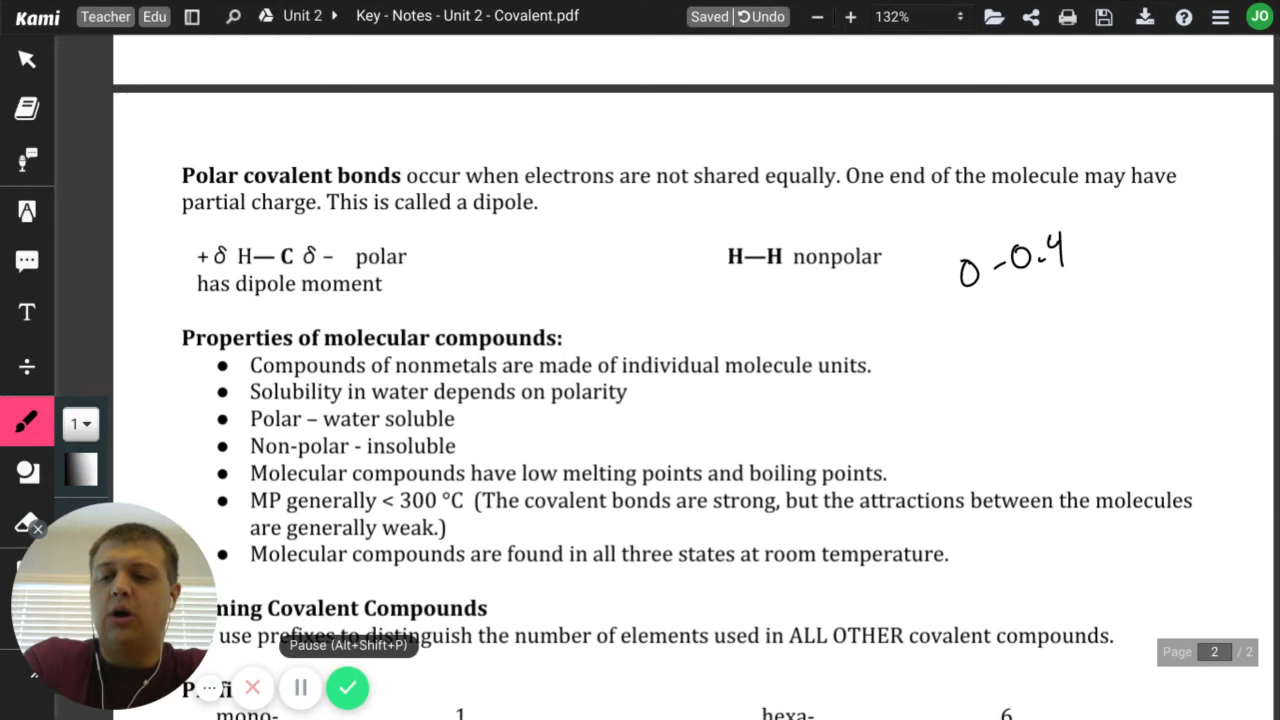 Kami Teacher Edu Unit 2 Key - Notes - Unit 2 - Covalent.pdf Saved Undo 132% JO
Polar covalent bonds occur when electrons are not shared equally. One end of the molecule may have
partial charge. This is called a dipole.
+ δ H— C δ – polar H—H nonpolar 0 - 0.4
has dipole moment
Properties of molecular compounds:
● Compounds of nonmetals are made of individual molecule units.
● Solubility in water depends on polarity
● Polar – water soluble
● Non-polar - insoluble
● Molecular compounds have low melting points and boiling points.
● MP generally < 300 °C (The covalent bonds are strong, but the attractions between the molecules
are generally weak.)
● Molecular compounds are found in all three states at room temperature.
1
ming Covalent Compounds
use prefixes to distinguish the number of elements used in ALL OTHER covalent compounds.
Pause (Alt+Shift+P)
Page 2 / 2
mono- 1 hexa- 6